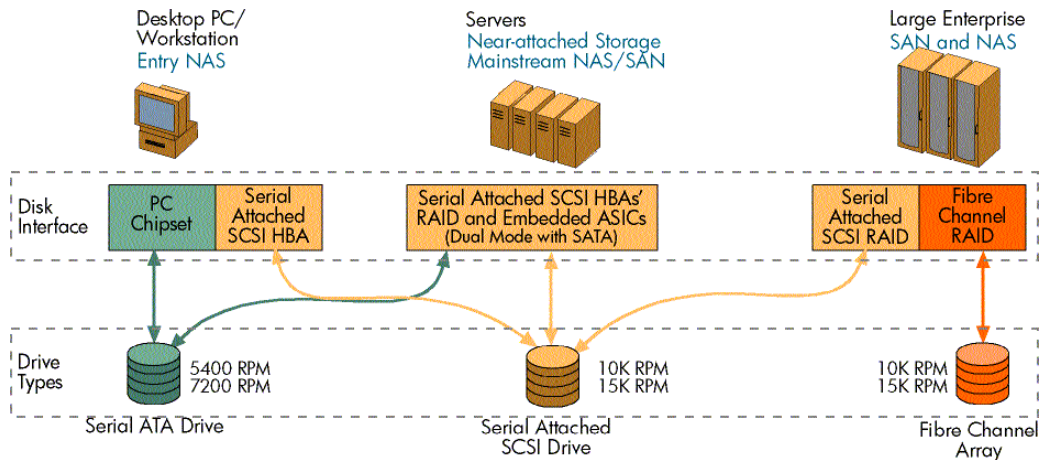 Desktop PC/
Workstation
Entry NAS
Servers
Near-attached Storage
Mainstream NAS/SAN
Large Enterprise
SAN and NAS
Disk
Interface
PC
Chipset
Serial
Attached
SCSI HBA
Serial Attached SCSI HBAs'
RAID and Embedded ASICs
(Dual Mode with SATA)
Serial
Attached
SCSI RAID
Fibre
Channel
RAID
Drive
Types
5400 RPM
7200 RPM
10K RPM
15K RPM
10K RPM
15K RPM
Serial ATA Drive
Serial Attached
SCSI Drive
Fibre Channel
Array